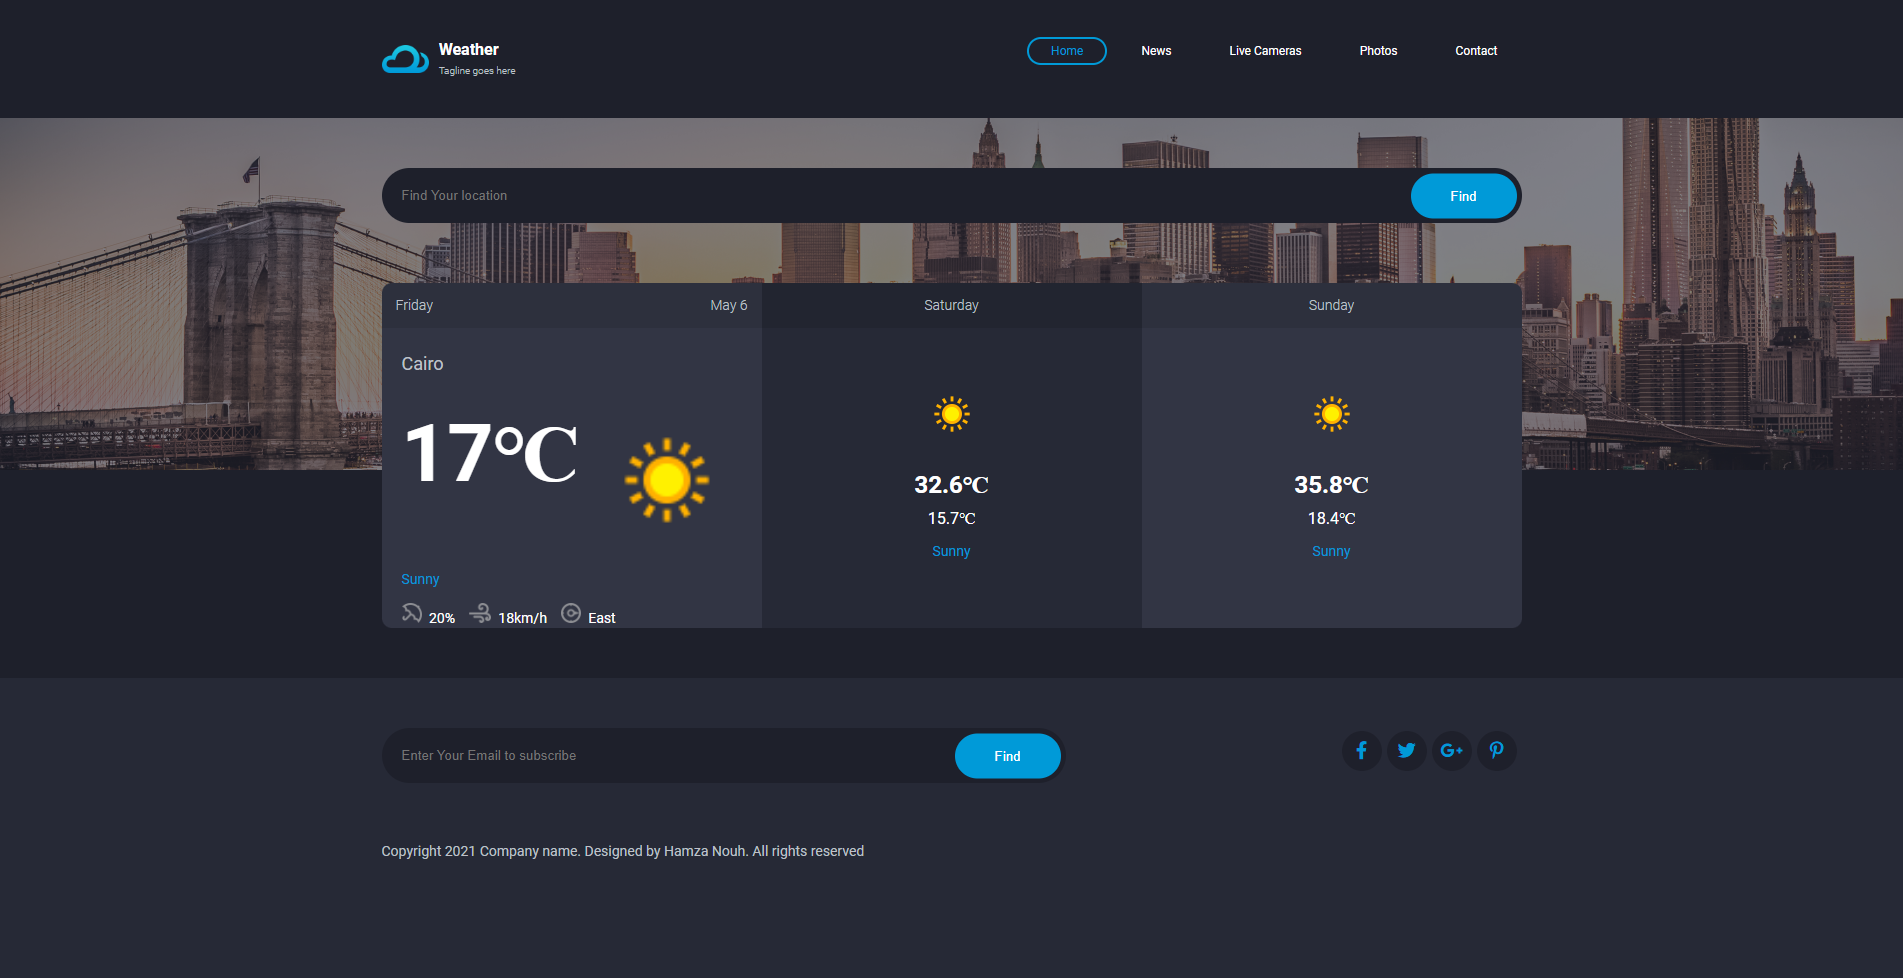 Weather
Tagline goes here
Home News Live Cameras Photos Contact
Find Your location Find
Friday May 6 Saturday Sunday
Cairo
17°C
32.6°C 35.8°C
15.7°C 18.4°C
Sunny Sunny
Sunny
20% 18km/h East
Enter Your Email to subscribe Find
Copyright 2021 Company name. Designed by Hamza Nouh. All rights reserved